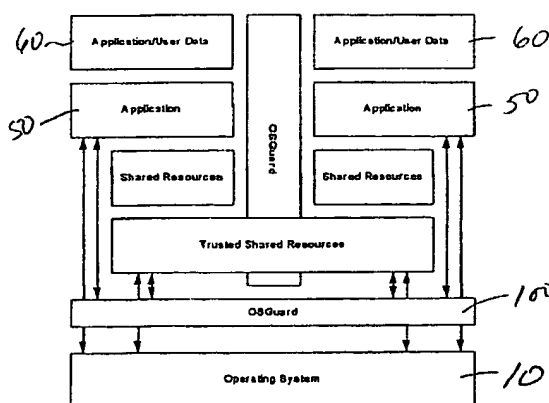 60 Application/User Data Application/User Data 60
50 Application Application 50
OSGuard
Shared Resources Shared Resources
Trusted Shared Resources
OSGuard 100
Operating System 10